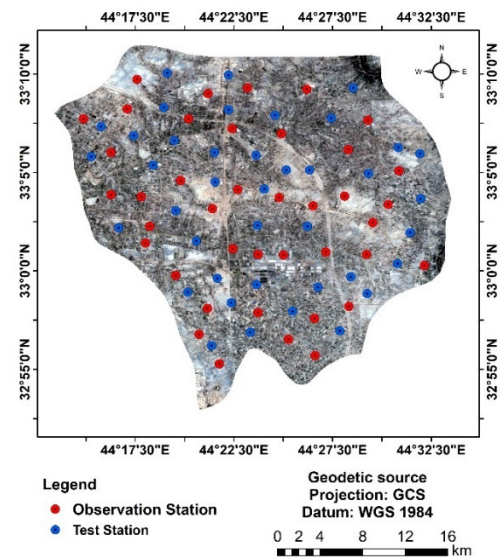 44°17'30"E 44°22'30"E 44°27'30"E 44°32'30"E
N
W E
S
33°10'0"N 33°10'0"N
33°5'0"N 33°5'0"N
33°0'0"N 33°0'0"N
32°55'0"N 32°55'0"N
44°17'30"E 44°22'30"E 44°27'30"E 44°32'30"E
Legend
Observation Station
Test Station
Geodetic source
Projection: GCS
Datum: WGS 1984
0 2 4 8 12 16
km